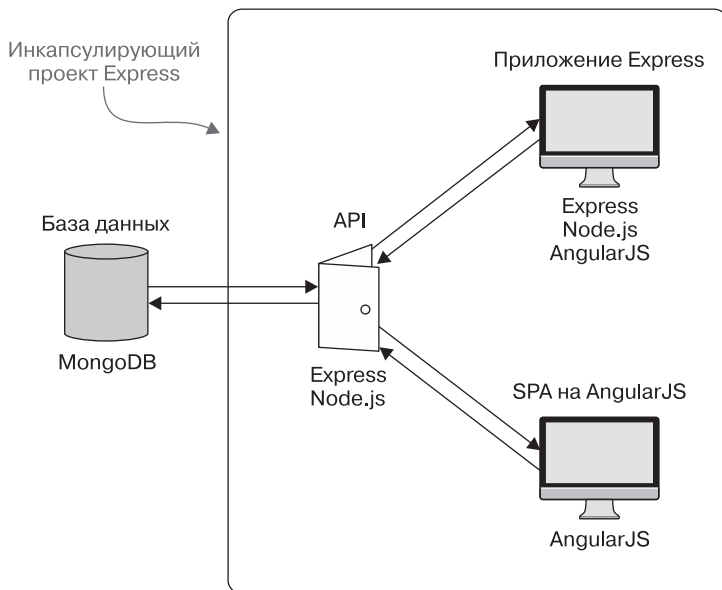 Инкапсулирующий
проект Express
Приложение Express
Express
Node.js
AngularJS
База данных
MongoDB
API
Express
Node.js
SPA на AngularJS
AngularJS